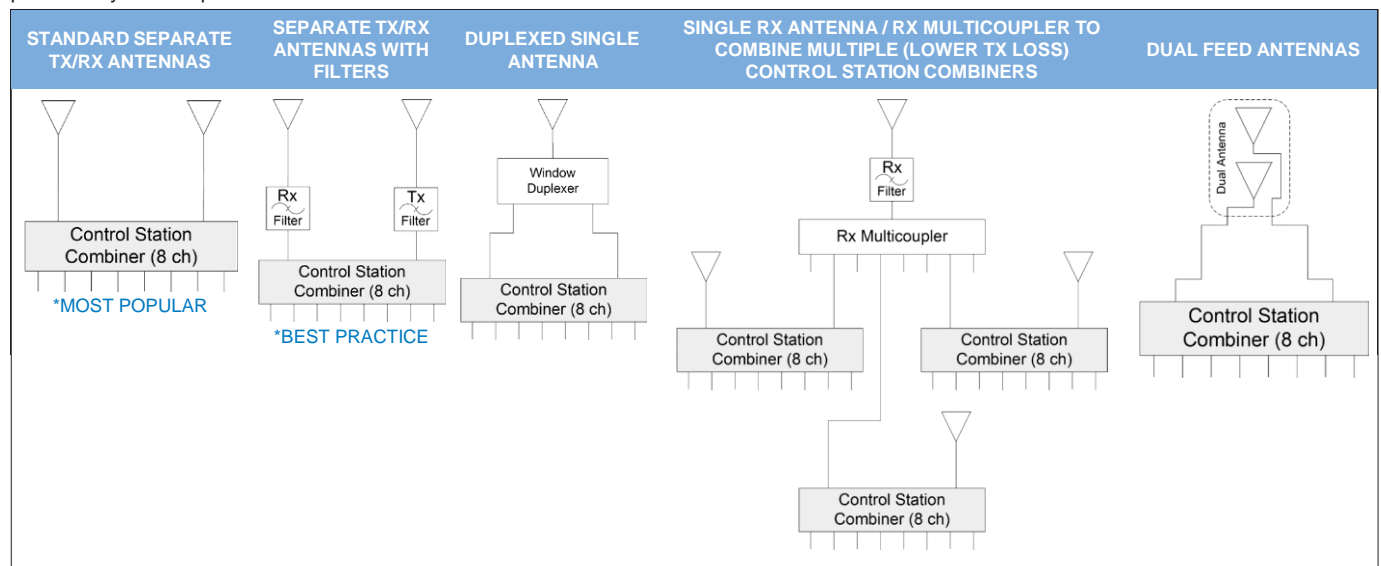 STANDARD SEPARATE
TX/RX ANTENNAS
SEPARATE TX/RX
ANTENNAS WITH
FILTERS
DUPLEXED SINGLE
ANTENNA
SINGLE RX ANTENNA / RX MULTICOUPLER TO
COMBINE MULTIPLE (LOWER TX LOSS)
CONTROL STATION COMBINERS
DUAL FEED ANTENNAS
Control Station
Combiner (8 ch)
*MOST POPULAR
Rx
Filter
Tx
Filter
Control Station
Combiner (8 ch)
*BEST PRACTICE
Window
Duplexer
Control Station
Combiner (8 ch)
Rx
Filter
Rx Multicoupler
Control Station
Combiner (8 ch)
Control Station
Combiner (8 ch)
Control Station
Combiner (8 ch)
Dual Antenna
Control Station
Combiner (8 ch)